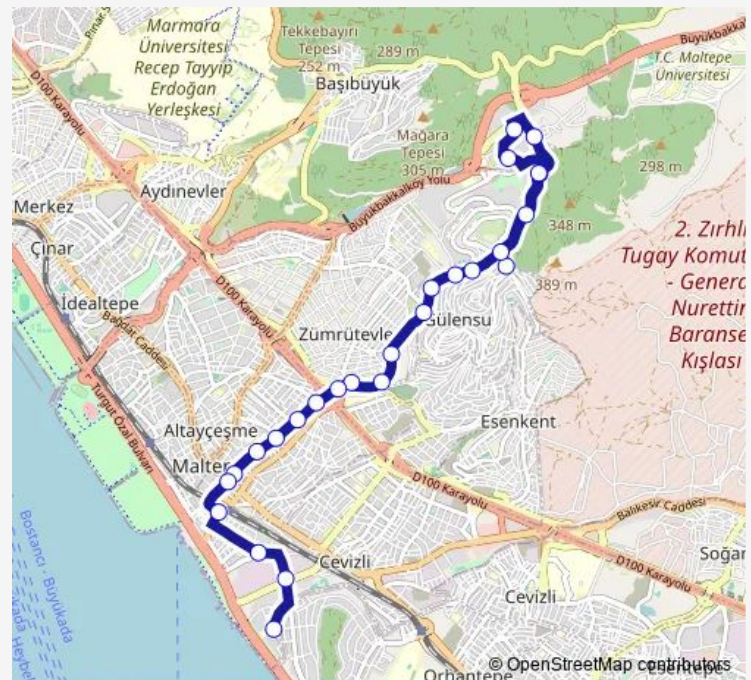 Marmara
Üniversitesi
Recep Tayyip
Erdoğan
Yerleşkesi
Tekkebayırı
Tepesi
252 m
289 m
Başıbüyük
T.C. Maltepe
Üniversitesi
D100 Karayolu
Mağara
Tepesi
305 m
298 m
Aydınevler
Büyükbakkalköy Yolu
Merkez
Çınar
348 m
2. Zırhlı
Tugay Komut
- Genera
Nurettin
Baranse
Kışlası
389 m
İdealtepe
Bağdat Caddesi
D100 Karayolu
Gülensu
Zümrütevle
Turgut Özal Bulvarı
Altayçeşme
Esenkent
Malte
D100 Karayolu
Balıkesir Caddesi
Bostancı - Büyükada
Cevizli
Soğa
D100 Karayolu
Cevizli
Orhantepe
© OpenStreetMap contributors